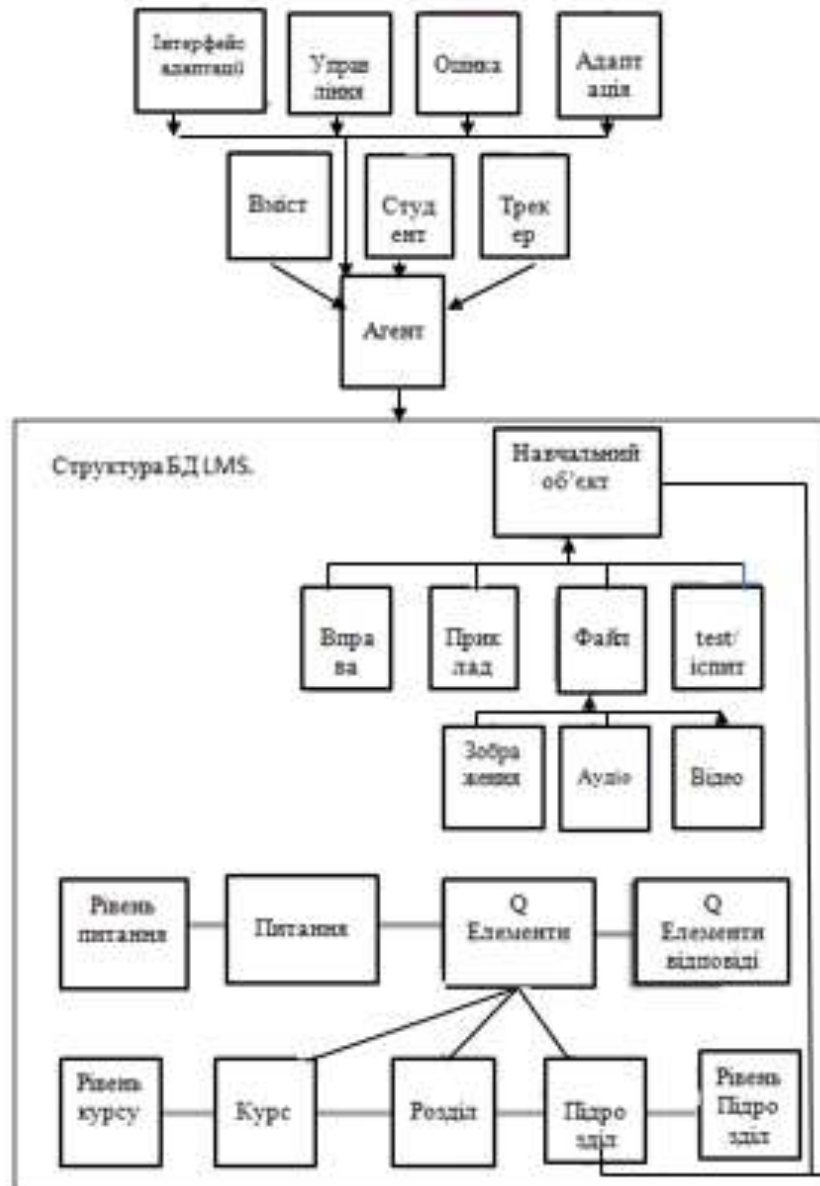 Інтерфейс
адаптації
Управ
ління
Оцінка
Адапт
ація
Вміст
Студ
ент
Трек
ер
Агент
Структура БД LMS.
Навчальний
об’єкт
Впра
ва
Прик
лад
Файл
test/
іспит
Зобра
ження
Аудіо
Відео
Рівень
питання
Питання
Q
Елементи
Q
Елементи
відповіді
Рівень
курсу
Курс
Розділ
Підро
зділ
Рівень
Підро
зділ